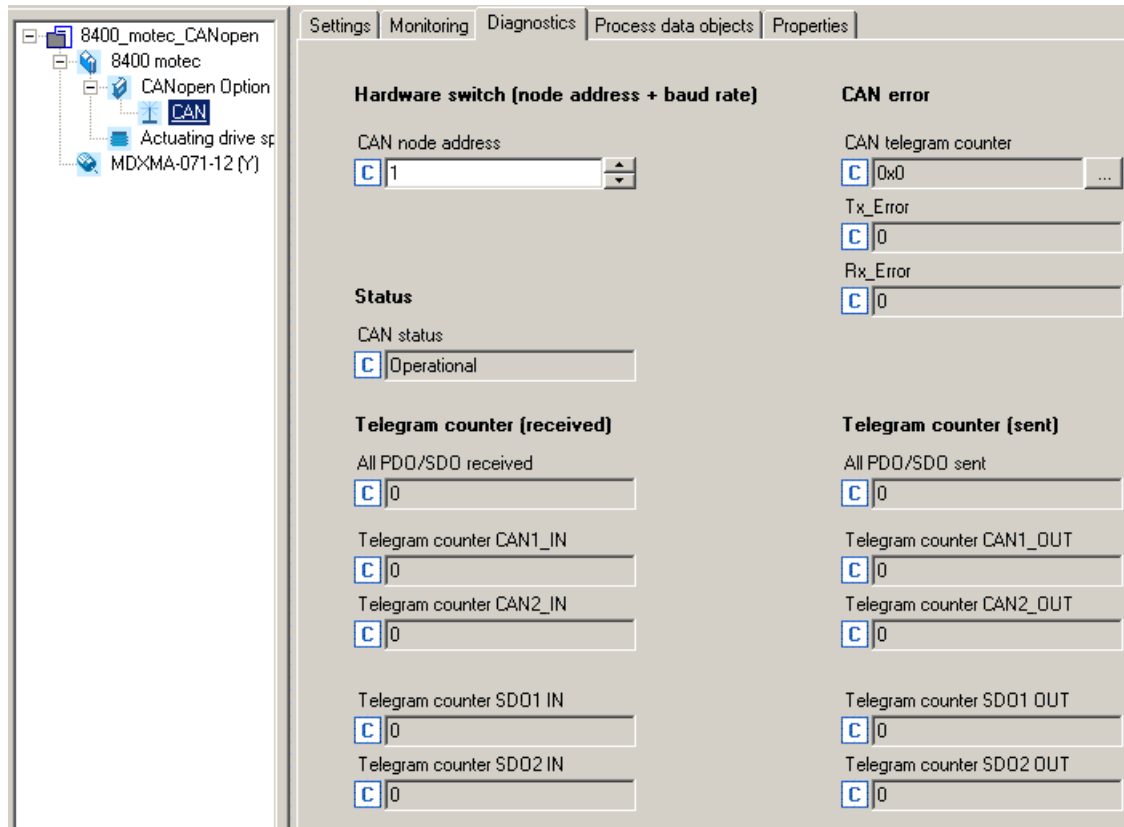 8400_motec_CANopen
8400 motec
CANopen Option
CAN
Actuating drive sp
MDXMA-071-12 (Y)
Settings
Monitoring
Diagnostics
Process data objects
Properties
Hardware switch (node address + baud rate)
CAN node address
C 1
Status
CAN status
C Operational
CAN error
CAN telegram counter
C 0x0 ...
Tx_Error
C 0
Rx_Error
C 0
Telegram counter (received)
All PDO/SDO received
C 0
Telegram counter CAN1_IN
C 0
Telegram counter CAN2_IN
C 0
Telegram counter SDO1 IN
C 0
Telegram counter SDO2 IN
C 0
Telegram counter (sent)
All PDO/SDO sent
C 0
Telegram counter CAN1_OUT
C 0
Telegram counter CAN2_OUT
C 0
Telegram counter SDO1 OUT
C 0
Telegram counter SDO2 OUT
C 0